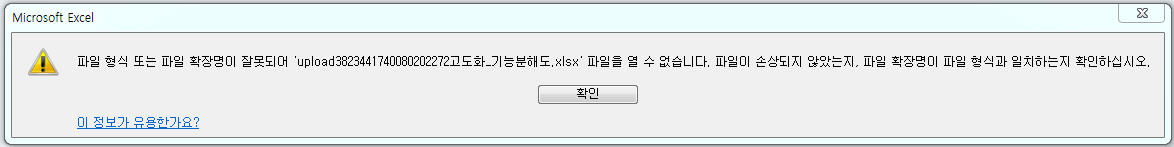 Microsoft Excel
파일 형식 또는 파일 확장명이 잘못되어 'upload3823441740080202272고도화_기능분해도.xlsx' 파일을 열 수 없습니다. 파일이 손상되지 않았는지, 파일 확장명이 파일 형식과 일치하는지 확인하십시오.
확인
이 정보가 유용한가요?